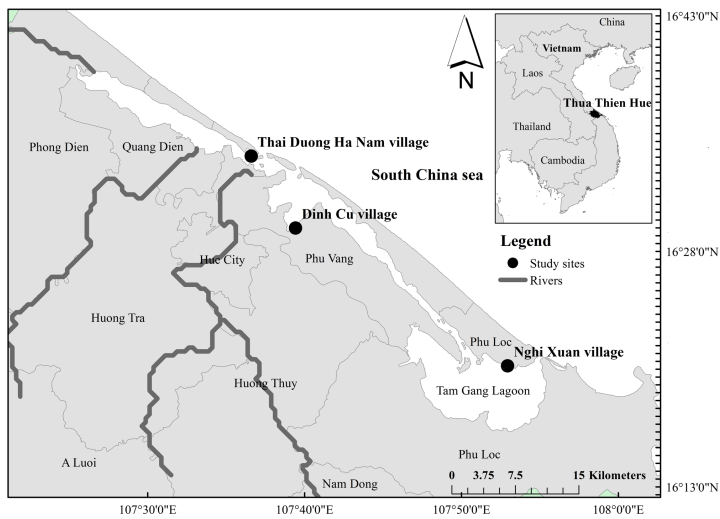 16°43'0"N
China
Vietnam
Laos
Thua Thien Hue
Thailand
Cambodia
N
Thai Duong Ha Nam village
Phong Dien
Quang Dien
South China sea
Dinh Cu village
Legend
Study sites
Rivers
16°28'0"N
Hue City
Phu Vang
Huong Tra
Phu Loc
Nghi Xuan village
Huong Thuy
Tam Gang Lagoon
A Luoi
Phu Loc
Nam Dong
0 3.75 7.5 15 Kilometers
16°13'0"N
107°30'0"E 107°40'0"E 107°50'0"E 108°0'0"E